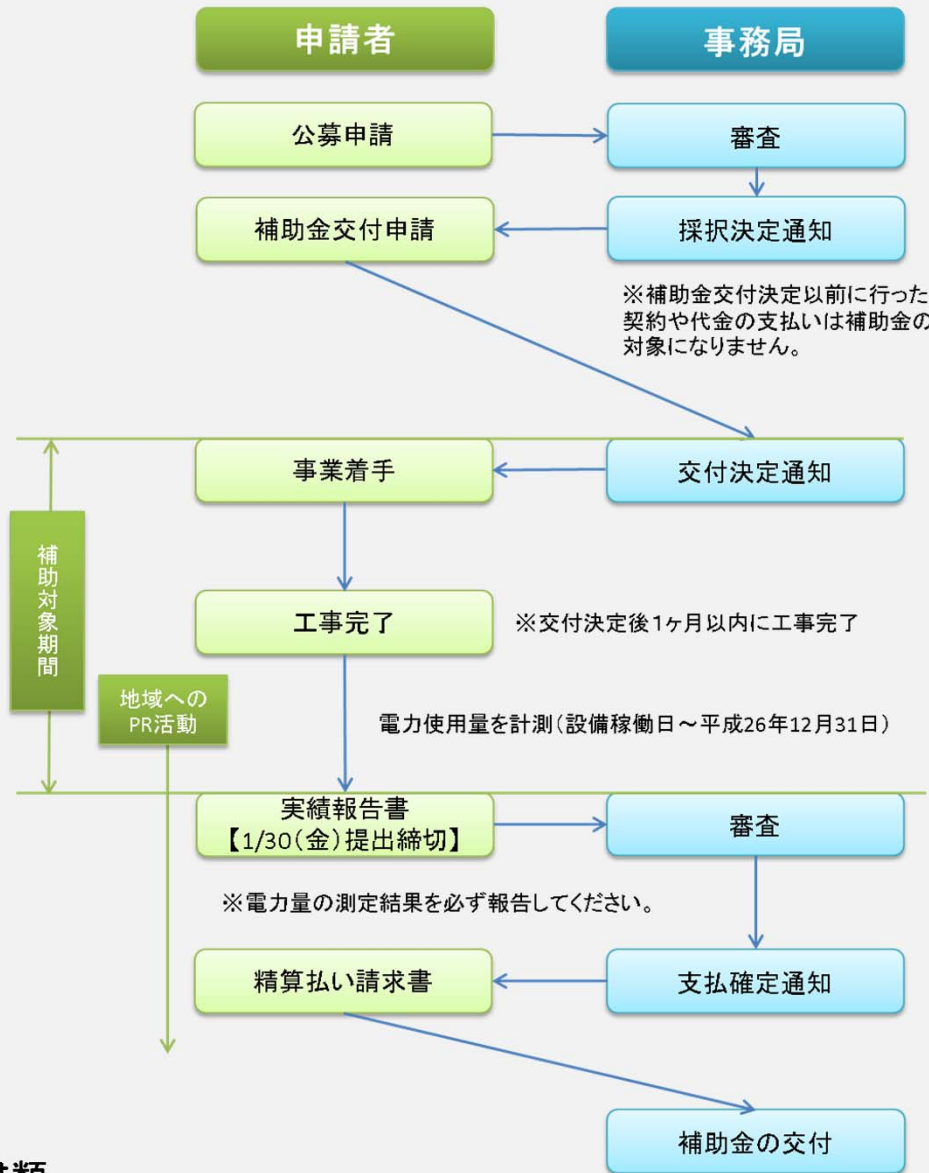 申請者
事務局
公募申請
審査
補助金交付申請
採択決定通知
※補助金交付決定以前に行った
契約や代金の支払いは補助金の
対象になりません。
事業着手
交付決定通知
補助対象期間
工事完了
※交付決定後1ヶ月以内に工事完了
地域への
PR活動
電力使用量を計測（設備稼働日～平成26年12月31日）
実績報告書
【1/30（金）提出締切】
審査
※電力量の測定結果を必ず報告してください。
精算払い請求書
支払確定通知
補助金の交付